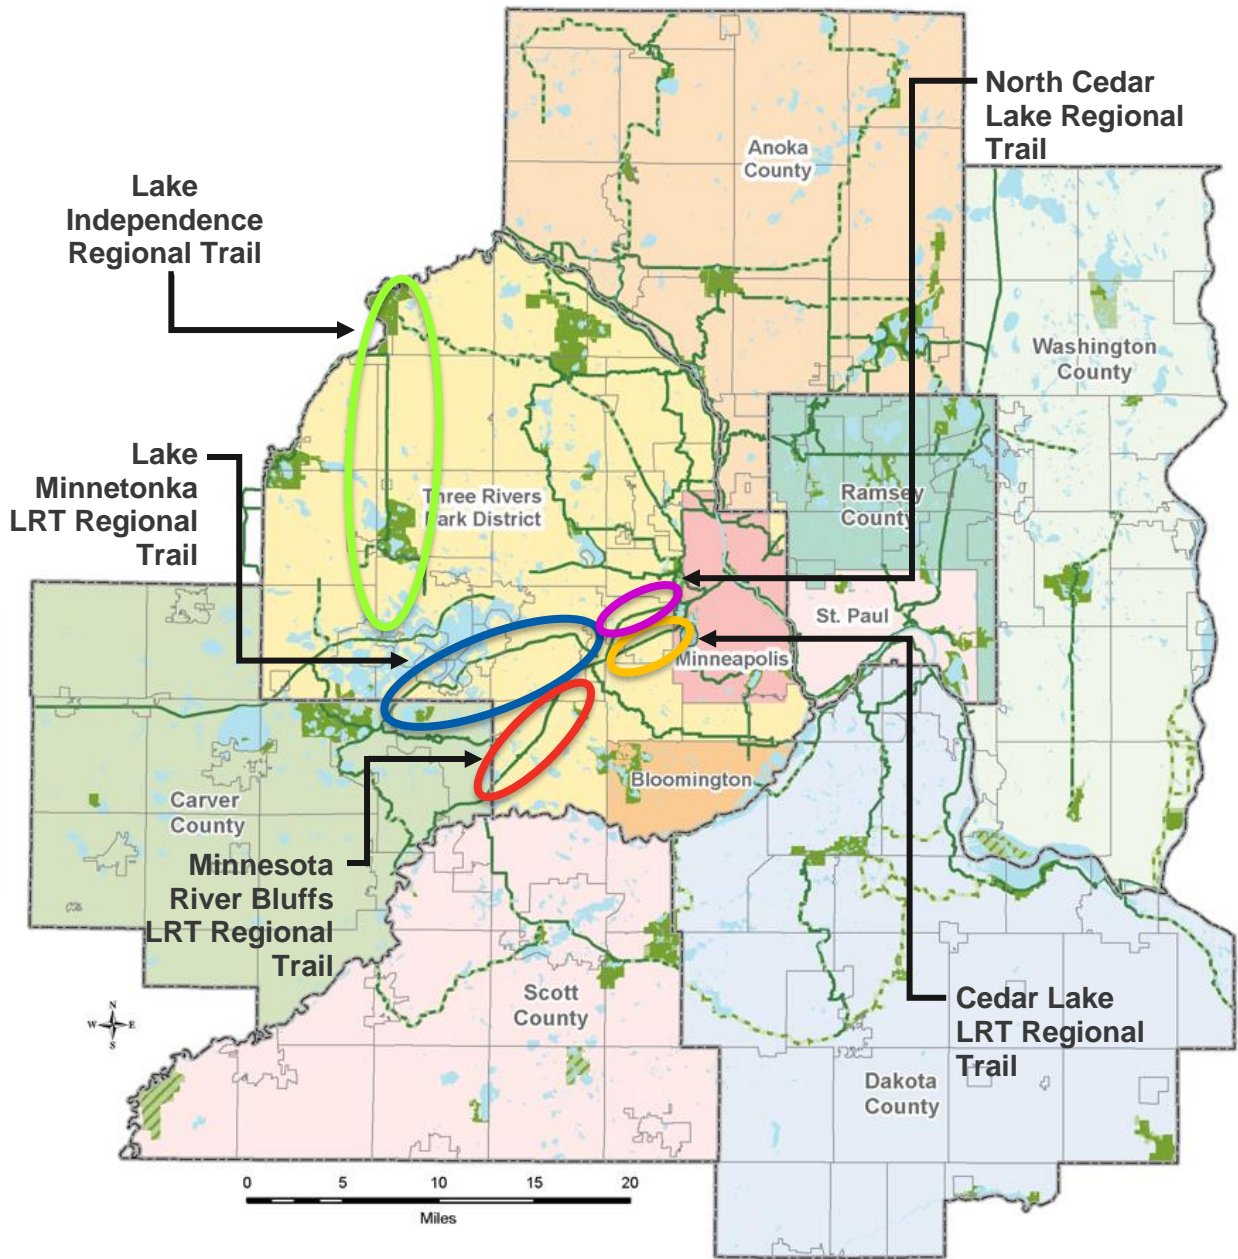 North Cedar
Lake Regional
Trail
Anoka
County
Lake
Independence
Regional Trail
Washington
County
Lake
Minnetonka
LRT Regional
Trail
Three Rivers
Park District
Ramsey
County
St. Paul
Minneapolis
Bloomington
Carver
County
Minnesota
River Bluffs
LRT Regional
Trail
Scott
County
Cedar Lake
LRT Regional
Trail
N
W E
S
Dakota
County
0 5 10 15 20
Miles